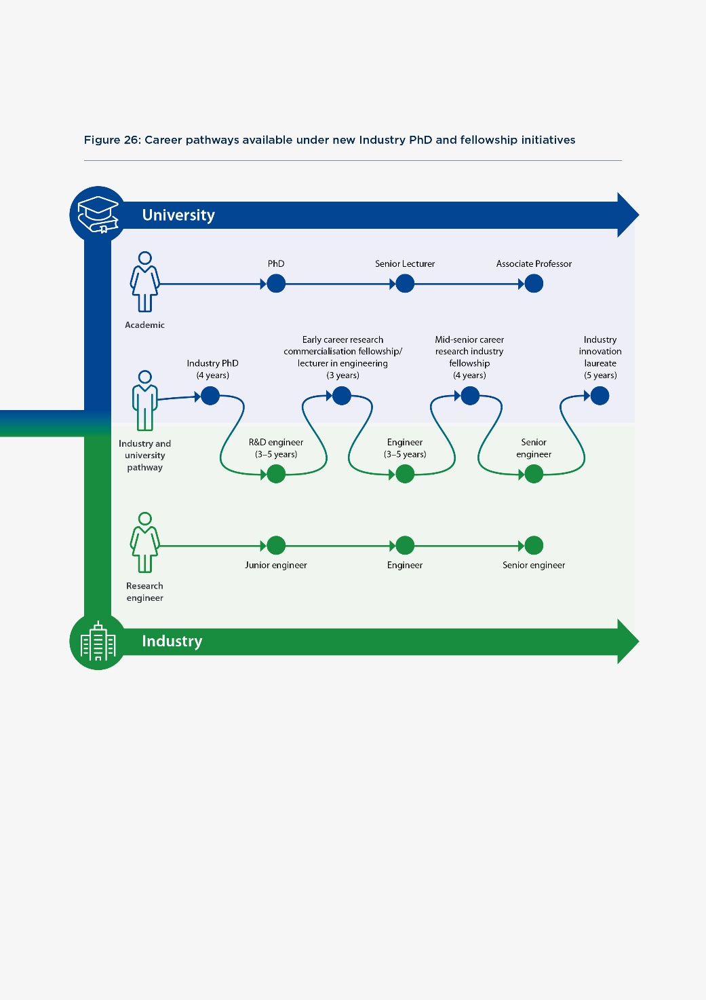 Figure 26: Career pathways available under new Industry PhD and fellowship initiatives
University
PhD
Senior Lecturer
Associate Professor
Academic
Industry PhD
(4 years)
Early career research
commercialisation fellowship/
lecturer in engineering
(3 years)
Mid-senior career
research industry
fellowship
(4 years)
Industry
innovation
laureate
(5 years)
Industry and
university
pathway
R&D engineer
(3–5 years)
Engineer
(3–5 years)
Senior
engineer
Research
engineer
Junior engineer
Engineer
Senior engineer
Industry